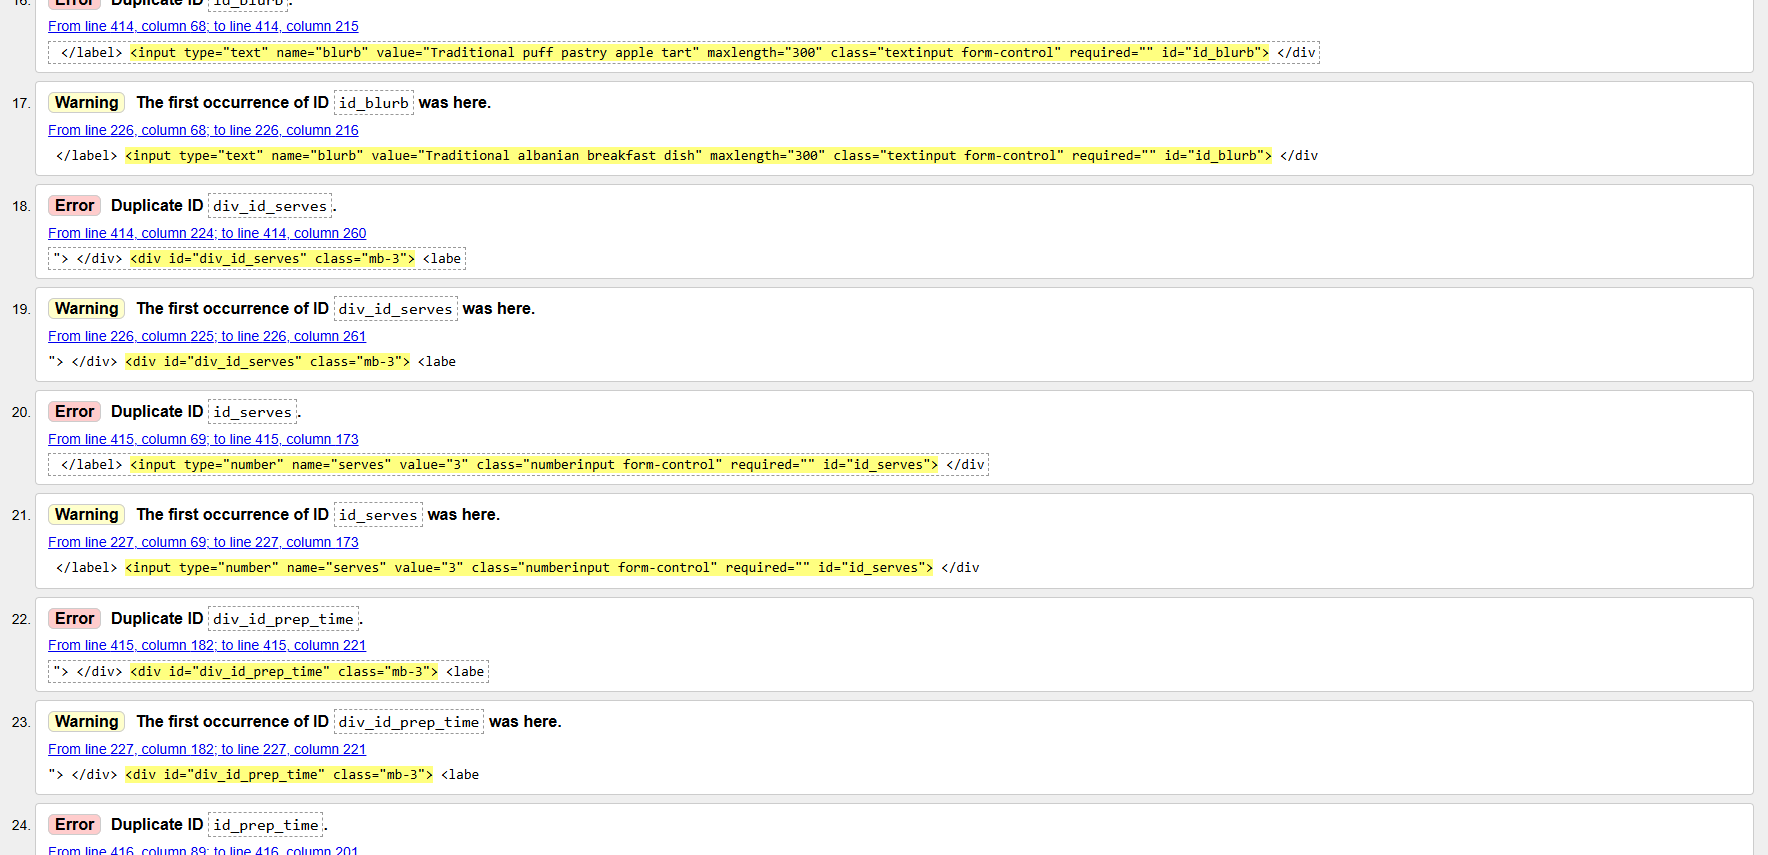 16. Error Duplicate ID id_blurb.
From line 414, column 68; to line 414, column 215
</label> <input type="text" name="blurb" value="Traditional puff pastry apple tart" maxlength="300" class="textinput form-control" required="" id="id_blurb"> </div
17. Warning The first occurrence of ID id_blurb was here.
From line 226, column 68; to line 226, column 216
</label> <input type="text" name="blurb" value="Traditional albanian breakfast dish" maxlength="300" class="textinput form-control" required="" id="id_blurb"> </div
18. Error Duplicate ID div_id_serves.
From line 414, column 224; to line 414, column 260
"> </div> <div id="div_id_serves" class="mb-3"> <labe
19. Warning The first occurrence of ID div_id_serves was here.
From line 226, column 225; to line 226, column 261
"> </div> <div id="div_id_serves" class="mb-3"> <labe
20. Error Duplicate ID id_serves.
From line 415, column 69; to line 415, column 173
</label> <input type="number" name="serves" value="3" class="numberinput form-control" required="" id="id_serves"> </div
21. Warning The first occurrence of ID id_serves was here.
From line 227, column 69; to line 227, column 173
</label> <input type="number" name="serves" value="3" class="numberinput form-control" required="" id="id_serves"> </div
22. Error Duplicate ID div_id_prep_time.
From line 415, column 182; to line 415, column 221
"> </div> <div id="div_id_prep_time" class="mb-3"> <labe
23. Warning The first occurrence of ID div_id_prep_time was here.
From line 227, column 182; to line 227, column 221
"> </div> <div id="div_id_prep_time" class="mb-3"> <labe
24. Error Duplicate ID id_prep_time.
From line 416, column 89; to line 416, column 201